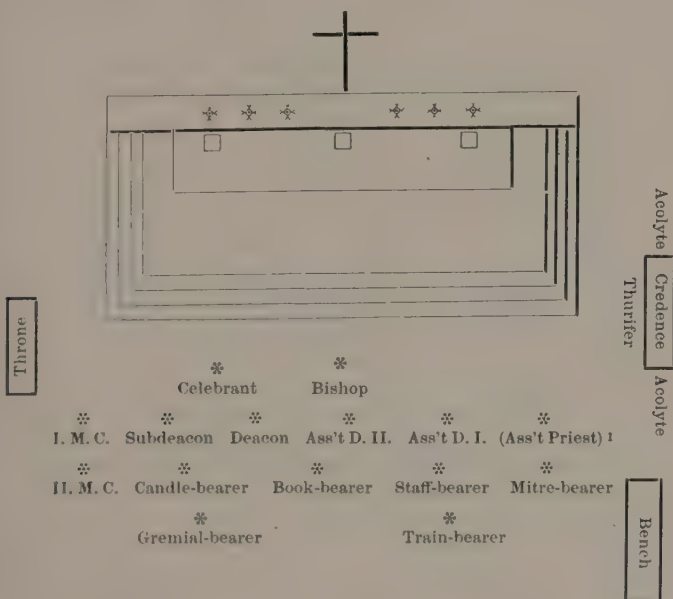 Acolyte
Credence
Thurifer
Acolyte
Throne
Celebrant Bishop
I. M. C. Subdeacon Deacon Ass't D. II. Ass't D. I. (Ass't Priest) 1
II. M. C. Candle-bearer Book-bearer Staff-bearer Mitre-bearer
Gremial-bearer Train-bearer
Bench